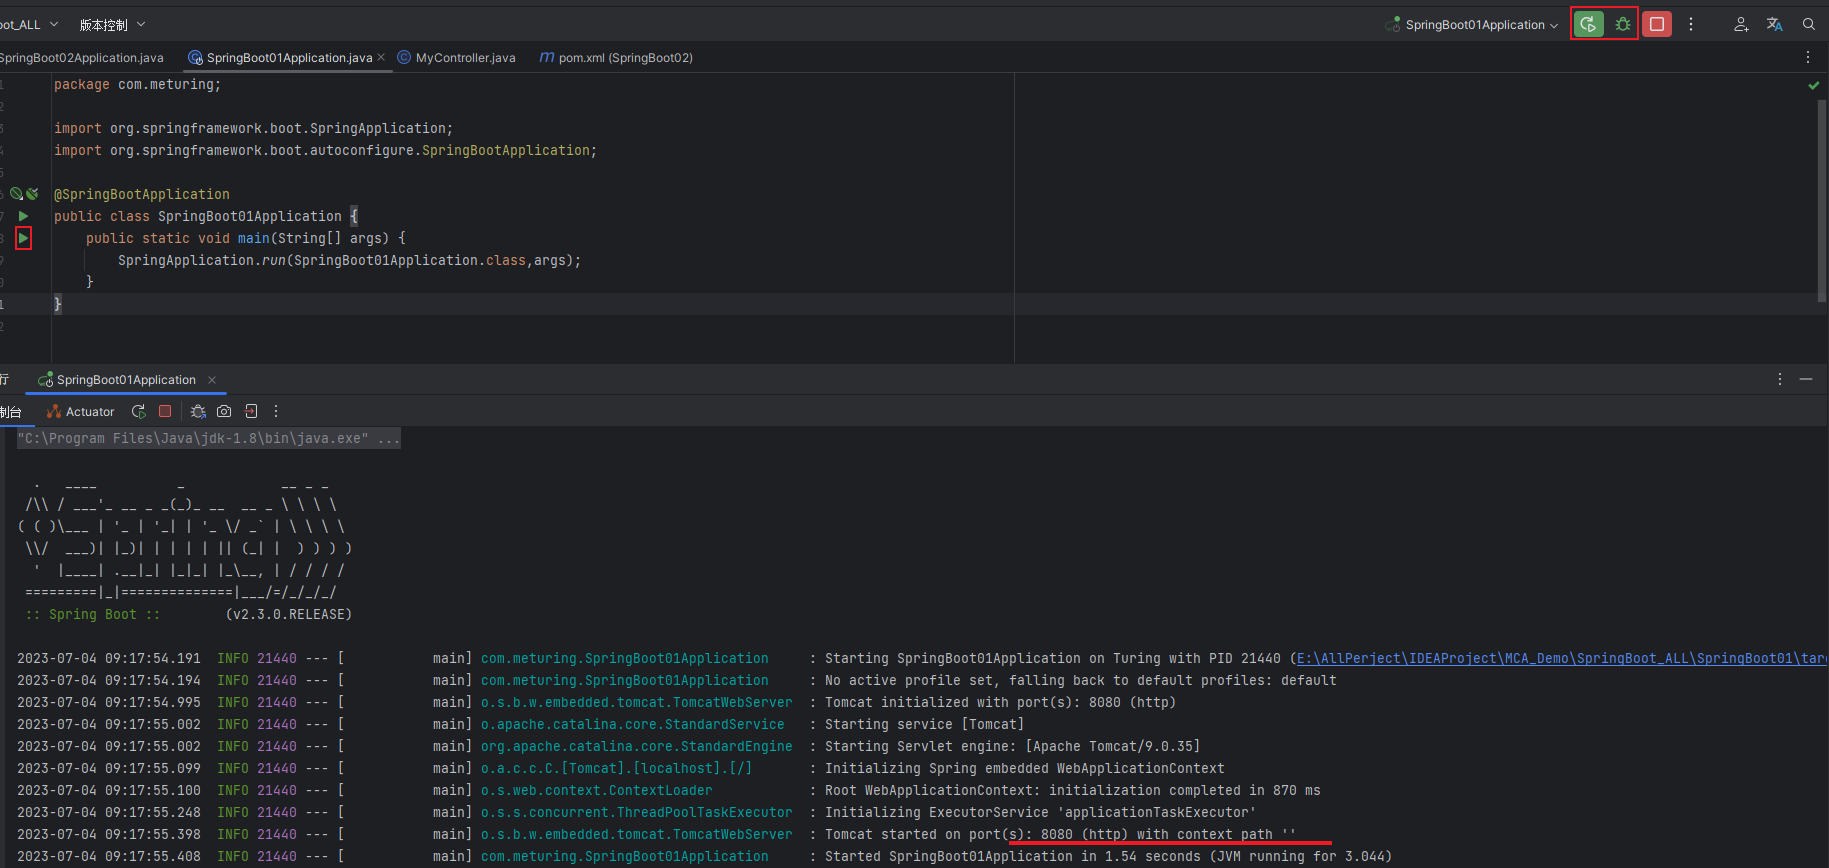 oot_ALL 版本控制 SpringBoot01Application
SpringBoot02Application.java SpringBoot01Application.java MyController.java pom.xml (SpringBoot02)
package com.meturing;
import org.springframework.boot.SpringApplication;
import org.springframework.boot.autoconfigure.SpringBootApplication;
@SpringBootApplication
public class SpringBoot01Application {
public static void main(String[] args) {
SpringApplication.run(SpringBoot01Application.class,args);
}
}
行 SpringBoot01Application
制台 Actuator
"C:\Program Files\Java\jdk-1.8\bin\java.exe" ...
  .   ____          _            __ _ _
 /\\ / ___'_ __ _ _(_)_ __  __ _ \ \ \ \
( ( )\___ | '_ | '_| | '_ \/ _` | \ \ \ \
 \\/  ___)| |_)| | | | | || (_| |  ) ) ) )
  '  |____| .__|_| |_|_| |_\__, | / / / /
 =========|_|==============|___/=/_/_/_/
 :: Spring Boot ::        (v2.3.0.RELEASE)
2023-07-04 09:17:54.191  INFO 21440 --- [           main] com.meturing.SpringBoot01Application     : Starting SpringBoot01Application on Turing with PID 21440 (E:\AllPerject\IDEAProject\MCA_Demo\SpringBoot_ALL\SpringBoot01\tar
2023-07-04 09:17:54.194  INFO 21440 --- [           main] com.meturing.SpringBoot01Application     : No active profile set, falling back to default profiles: default
2023-07-04 09:17:54.995  INFO 21440 --- [           main] o.s.b.w.embedded.tomcat.TomcatWebServer  : Tomcat initialized with port(s): 8080 (http)
2023-07-04 09:17:55.002  INFO 21440 --- [           main] o.apache.catalina.core.StandardService   : Starting service [Tomcat]
2023-07-04 09:17:55.002  INFO 21440 --- [           main] org.apache.catalina.core.StandardEngine  : Starting Servlet engine: [Apache Tomcat/9.0.35]
2023-07-04 09:17:55.099  INFO 21440 --- [           main] o.a.c.c.C.[Tomcat].[localhost].[/]       : Initializing Spring embedded WebApplicationContext
2023-07-04 09:17:55.100  INFO 21440 --- [           main] o.s.web.context.ContextLoader            : Root WebApplicationContext: initialization completed in 870 ms
2023-07-04 09:17:55.248  INFO 21440 --- [           main] o.s.s.concurrent.ThreadPoolTaskExecutor  : Initializing ExecutorService 'applicationTaskExecutor'
2023-07-04 09:17:55.398  INFO 21440 --- [           main] o.s.b.w.embedded.tomcat.TomcatWebServer  : Tomcat started on port(s): 8080 (http) with context path ''
2023-07-04 09:17:55.408  INFO 21440 --- [           main] com.meturing.SpringBoot01Application     : Started SpringBoot01Application in 1.54 seconds (JVM running for 3.044)